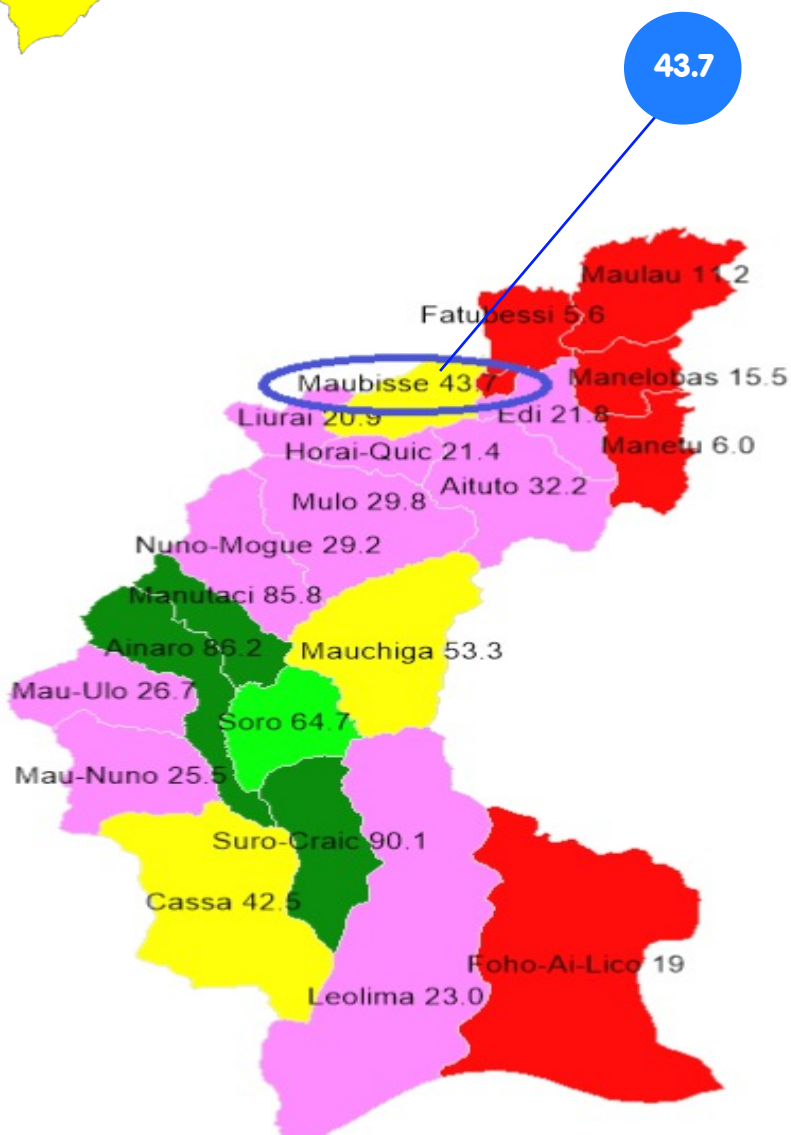 43.7
Maulau 11.2
Fatubessi 5.6
Manelobas 15.5
Maubisse 43.7
Liurai 20.9
Edi 21.8
Manetu 6.0
Horai-Quic 21.4
Aituto 32.2
Mulo 29.8
Nuno-Mogue 29.2
Manutaci 85.8
Ainaro 86.2
Mauchiga 53.3
Mau-Ulo 26.7
Soro 64.7
Mau-Nuno 25.5
Suro-Craic 90.1
Cassa 42.5
Foho-Ai-Lico 19
Leolima 23.0